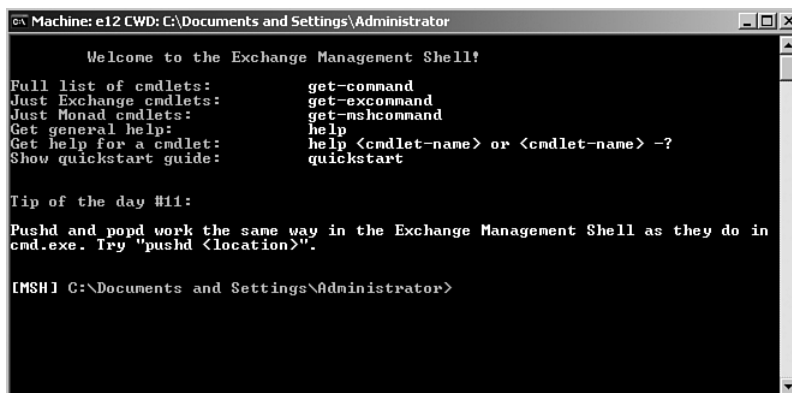 Machine: e12 CWD: C:\Documents and Settings\Administrator
Welcome to the Exchange Management Shell!
Full list of cmdlets: get-command
Just Exchange cmdlets: get-excommand
Just Monad cmdlets: get-mshcommand
Get general help: help
Get help for a cmdlet: help <cmdlet-name> or <cmdlet-name> -?
Show quickstart guide: quickstart
Tip of the day #11:
Pushd and popd work the same way in the Exchange Management Shell as they do in
cmd.exe. Try "pushd <location>".
[MSH] C:\Documents and Settings\Administrator>